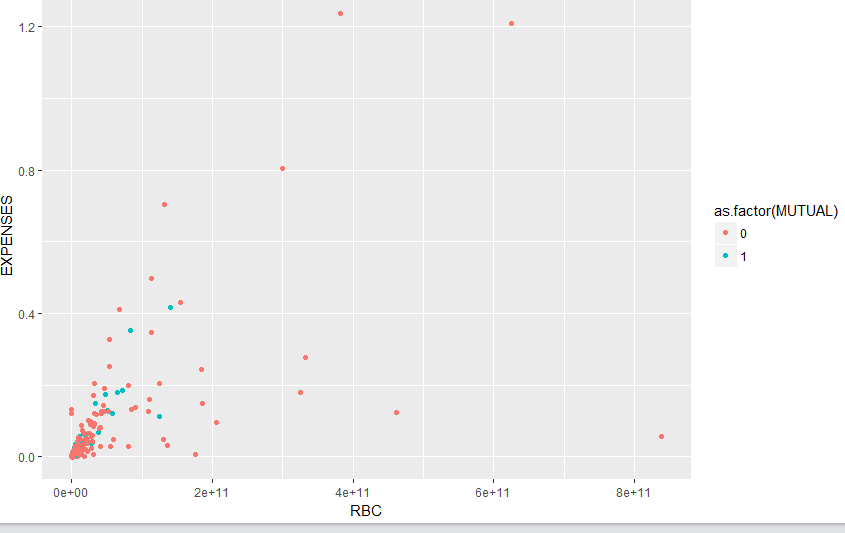 1.2
0.8
0.4
0.0
EXPENSES
0e+00 2e+11 4e+11 6e+11 8e+11
RBC
as.factor(MUTUAL)
0
1